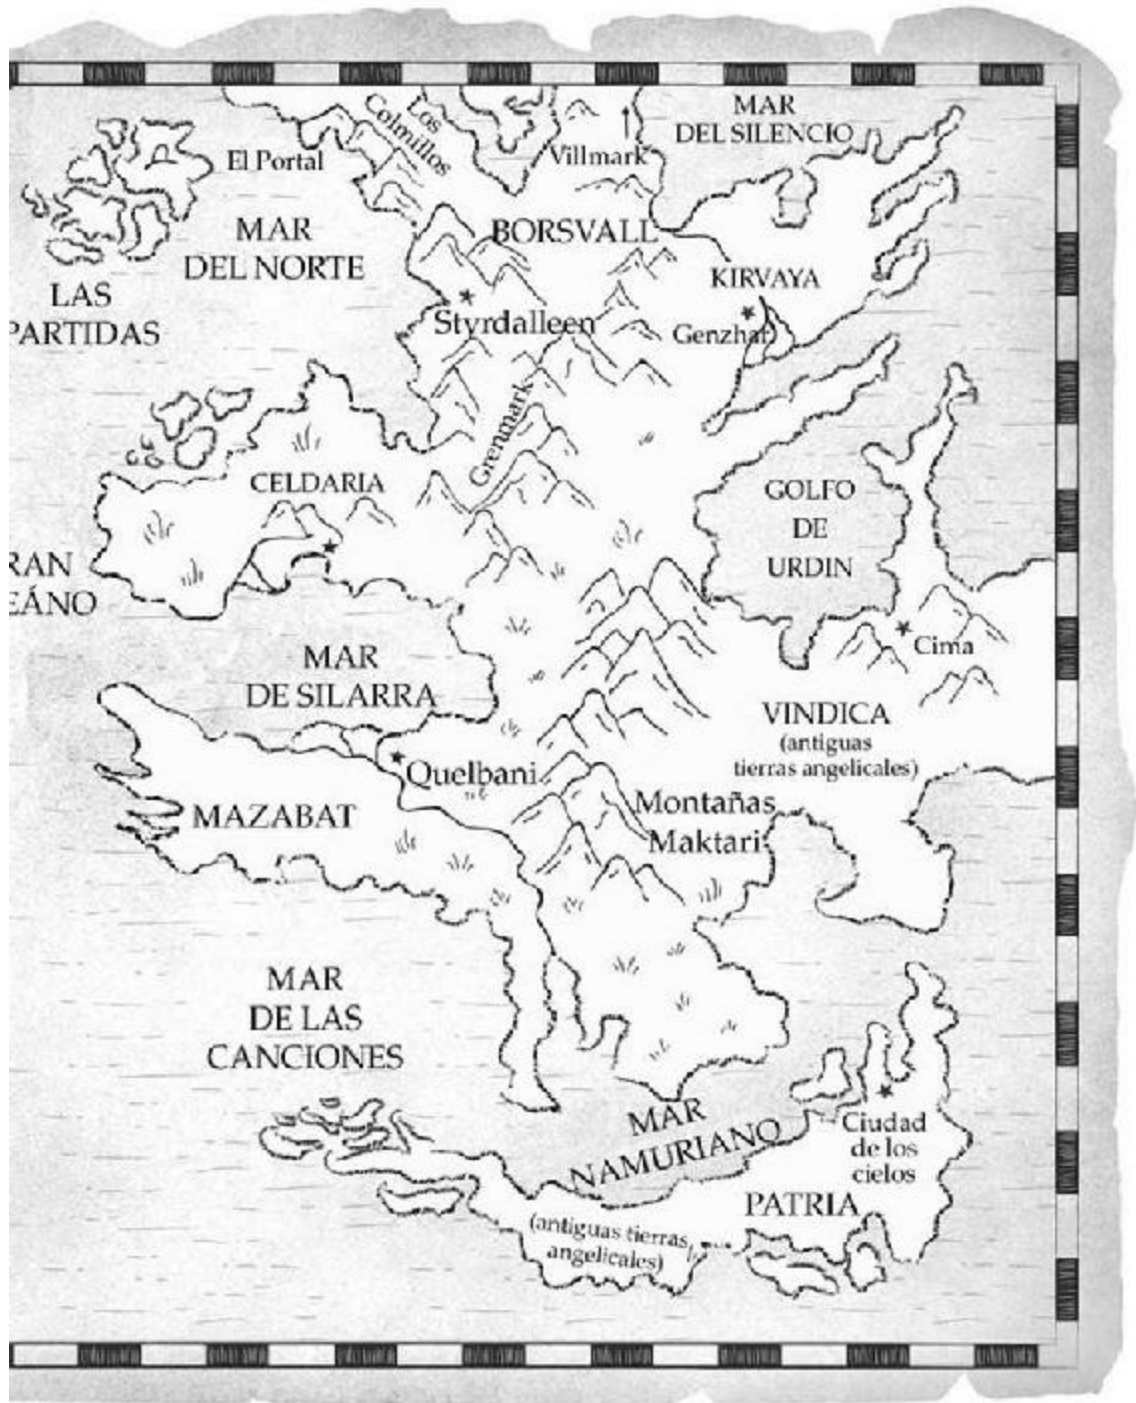 MAR
DEL SILENCIO
Los
Colmillos
El Portal
Villmark
MAR
DEL NORTE
BORSVALL
KIRVAYA
LAS
PARTIDAS
Styrdalleen
Genzhar
Grenmark
CELDARIA
GOLFO
DE
URDIN
RAN
EÁNO
MAR
DE SILARRA
Cima
VINDICA
(antiguas
tierras angelicales)
Quelbani
MAZABAT
Montañas
Maktari
MAR
DE LAS
CANCIONES
MAR
NAMURIANO
Ciudad
de los
cielos
PATRIA
(antiguas tierras
angelicales)